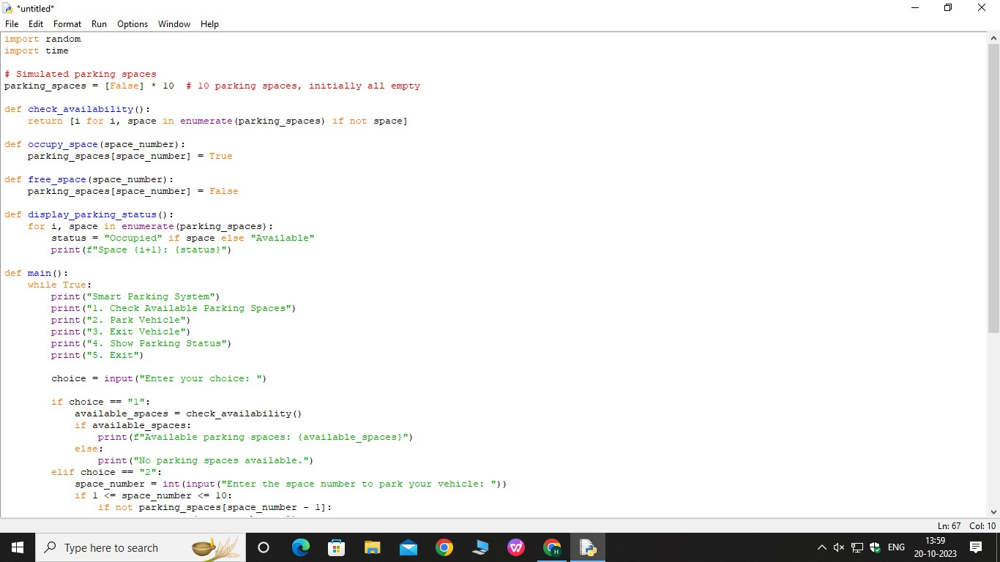 *untitled*
File Edit Format Run Options Window Help
import random
import time
# Simulated parking spaces
parking_spaces = [False] * 10  # 10 parking spaces, initially all empty
def check_availability():
    return [i for i, space in enumerate(parking_spaces) if not space]
def occupy_space(space_number):
    parking_spaces[space_number] = True
def free_space(space_number):
    parking_spaces[space_number] = False
def display_parking_status():
    for i, space in enumerate(parking_spaces):
        status = "Occupied" if space else "Available"
        print(f"Space {i+1}: {status}")
def main():
    while True:
        print("Smart Parking System")
        print("1. Check Available Parking Spaces")
        print("2. Park Vehicle")
        print("3. Exit Vehicle")
        print("4. Show Parking Status")
        print("5. Exit")
        choice = input("Enter your choice: ")
        if choice == "1":
            available_spaces = check_availability()
            if available_spaces:
                print(f"Available parking spaces: {available_spaces}")
            else:
                print("No parking spaces available.")
        elif choice == "2":
            space_number = int(input("Enter the space number to park your vehicle: "))
            if 1 <= space_number <= 10:
                if not parking_spaces[space_number - 1]:
Ln: 67 Col: 10
Type here to search
ENG
13:59
20-10-2023